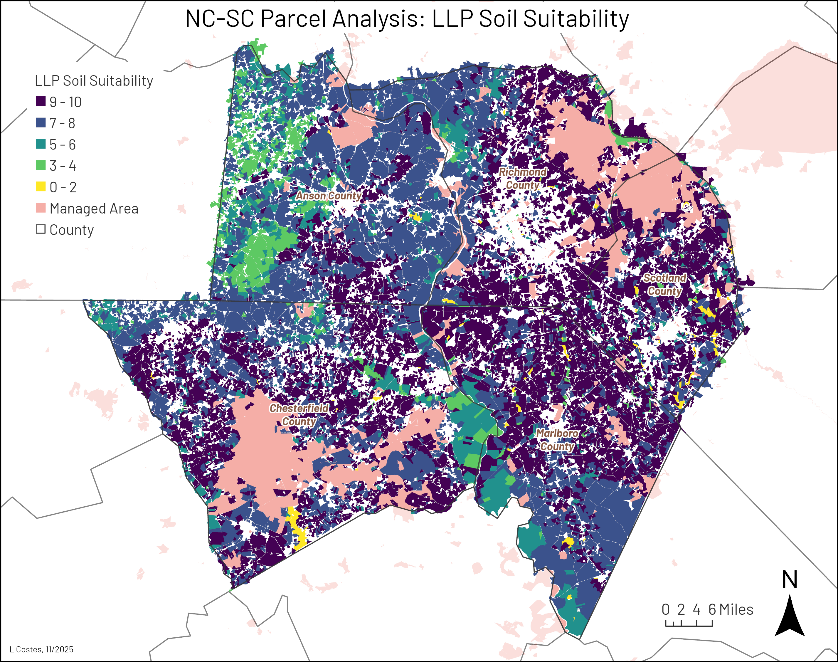 NC-SC Parcel Analysis: LLP Soil Suitability
LLP Soil Suitability
9 - 10
7 - 8
5 - 6
3 - 4
0 - 2
Managed Area
County
Richmond
County
Anson County
Scotland
County
Chesterfield
County
Marlboro
County
N
0 2 4 6 Miles
L Costes, 11/2025